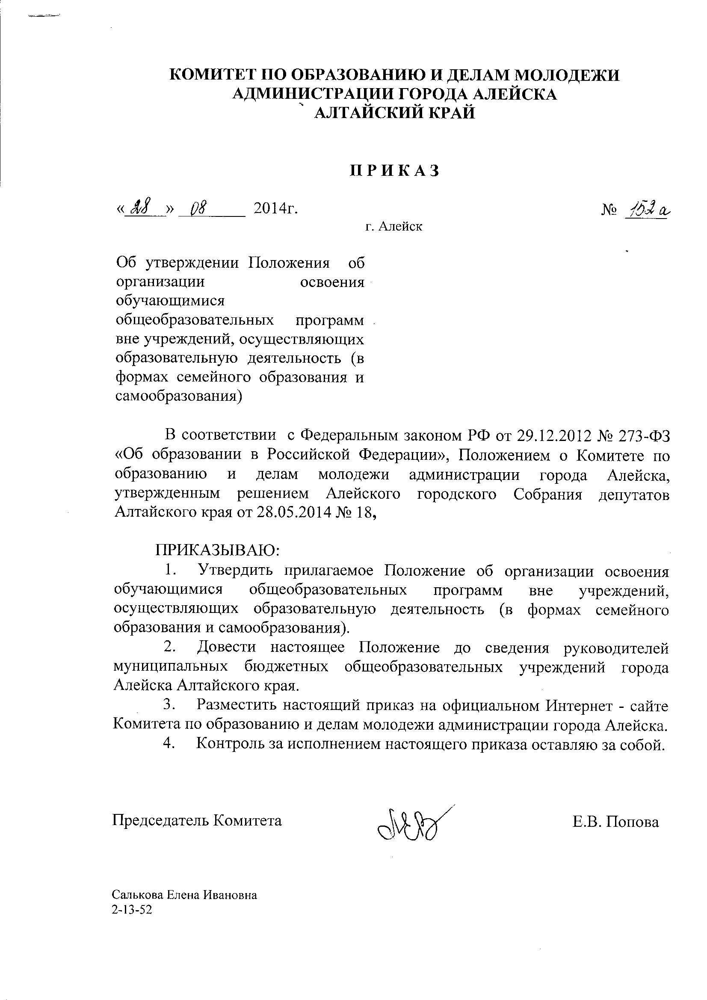 КОМИТЕТ ПО ОБРАЗОВАНИЮ И ДЕЛАМ МОЛОДЕЖИ
АДМИНИСТРАЦИИ ГОРОДА АЛЕЙСКА
АЛТАЙСКИЙ КРАЙ
П Р И К А З
« 28 » 08 2014г. № 152 а
г. Алейск
Об утверждении Положения об
организации освоения
обучающимися
общеобразовательных программ
вне учреждений, осуществляющих
образовательную деятельность (в
формах семейного образования и
самообразования)
В соответствии с Федеральным законом РФ от 29.12.2012 № 273-ФЗ
«Об образовании в Российской Федерации», Положением о Комитете по
образованию и делам молодежи администрации города Алейска,
утвержденным решением Алейского городского Собрания депутатов
Алтайского края от 28.05.2014 № 18,
ПРИКАЗЫВАЮ:
1. Утвердить прилагаемое Положение об организации освоения
обучающимися общеобразовательных программ вне учреждений,
осуществляющих образовательную деятельность (в формах семейного
образования и самообразования).
2. Довести настоящее Положение до сведения руководителей
муниципальных бюджетных общеобразовательных учреждений города
Алейска Алтайского края.
3. Разместить настоящий приказ на официальном Интернет - сайте
Комитета по образованию и делам молодежи администрации города Алейска.
4. Контроль за исполнением настоящего приказа оставляю за собой.
Председатель Комитета Е.В. Попова
Салькова Елена Ивановна
2-13-52